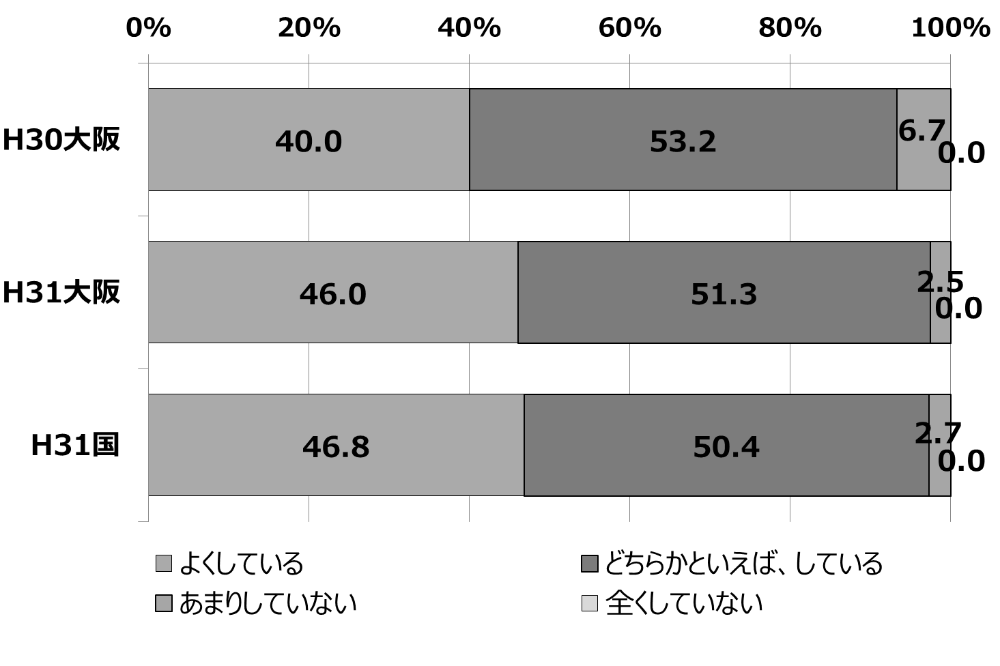 0% 20% 40% 60% 80% 100%
H30大阪 40.0 53.2 6.7 0.0
H31大阪 46.0 51.3 2.5 0.0
H31国 46.8 50.4 2.7 0.0
よくしている どちらかといえば、している
あまりしていない 全くしていない